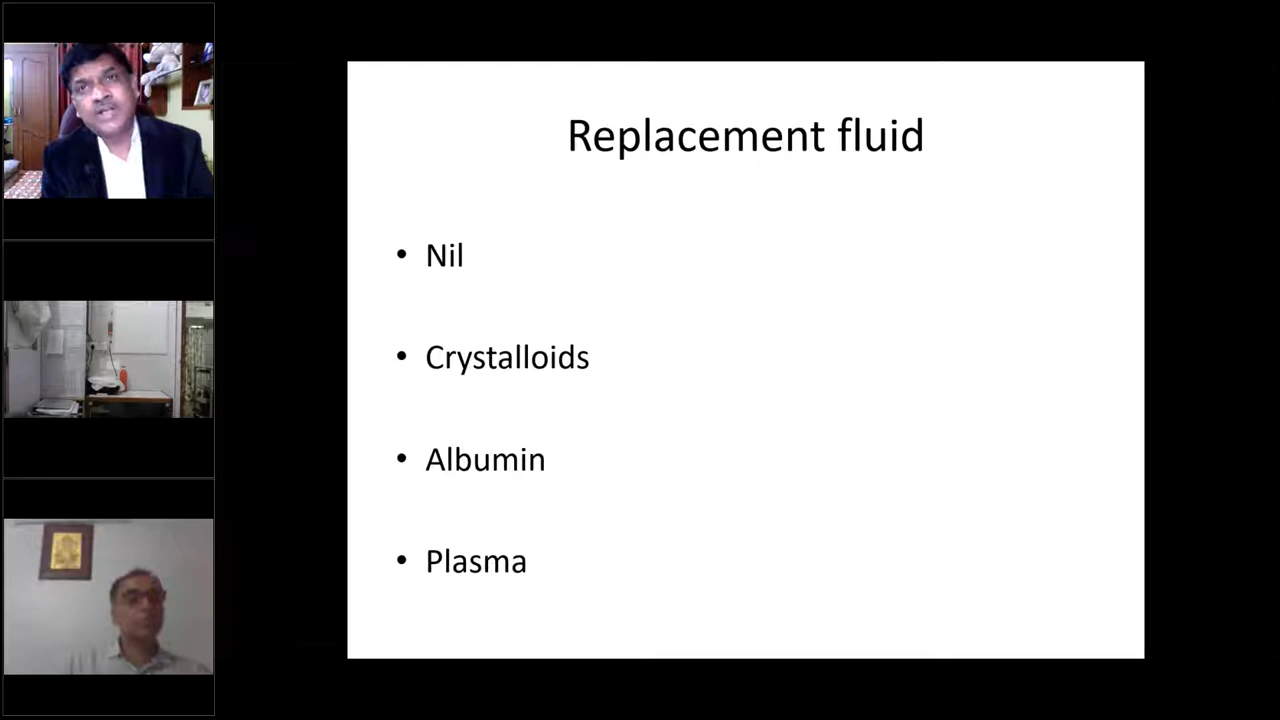 Replacement fluid
• Nil
• Crystalloids
• Albumin
• Plasma